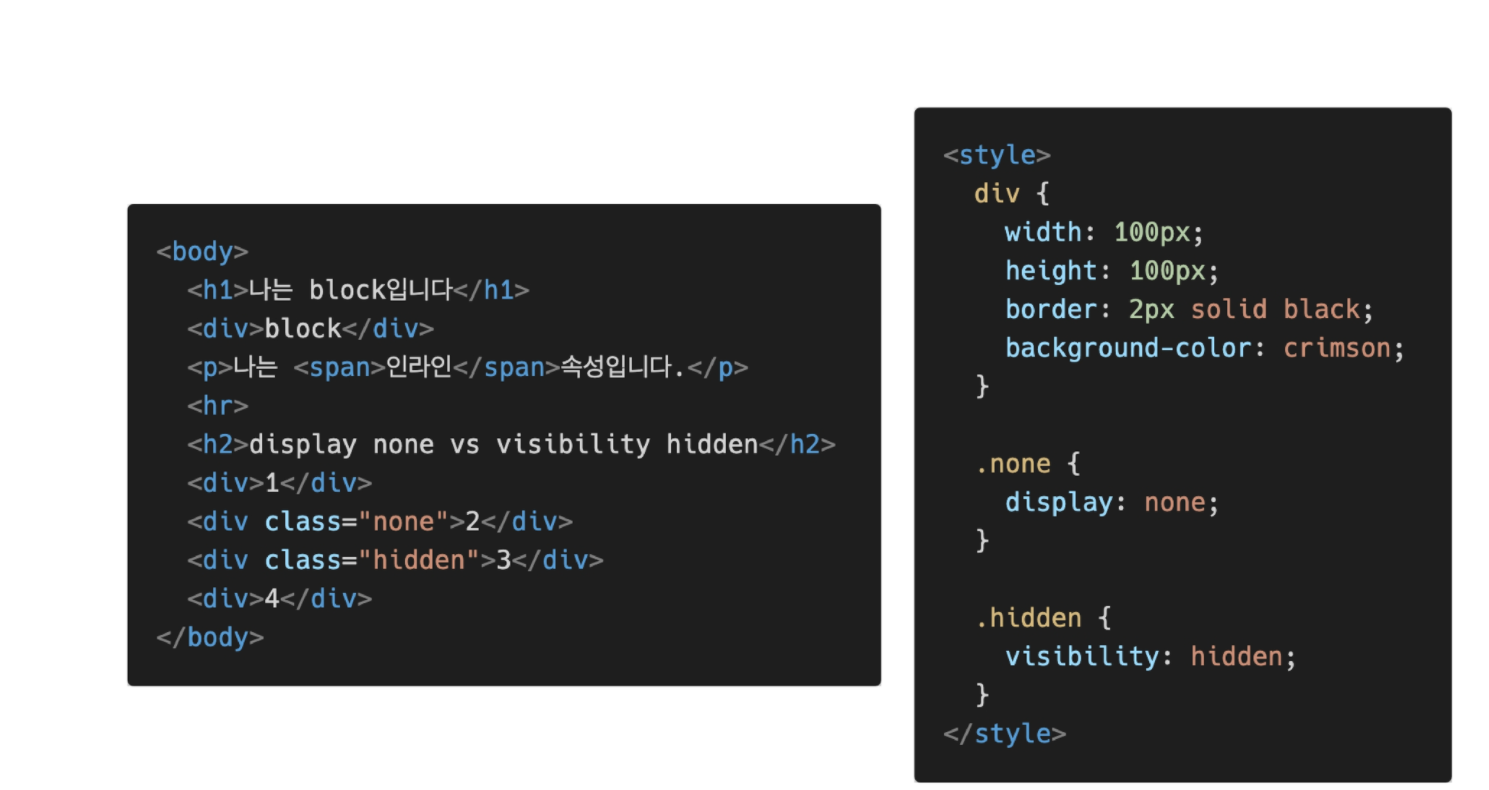 <body>
  <h1>나는 block입니다</h1>
  <div>block</div>
  <p>나는 <span>인라인</span>속성입니다.</p>
  <hr>
  <h2>display none vs visibility hidden</h2>
  <div>1</div>
  <div class="none">2</div>
  <div class="hidden">3</div>
  <div>4</div>
</body>
<style>
  div {
    width: 100px;
    height: 100px;
    border: 2px solid black;
    background-color: crimson;
  }

  .none {
    display: none;
  }

  .hidden {
    visibility: hidden;
  }
</style>